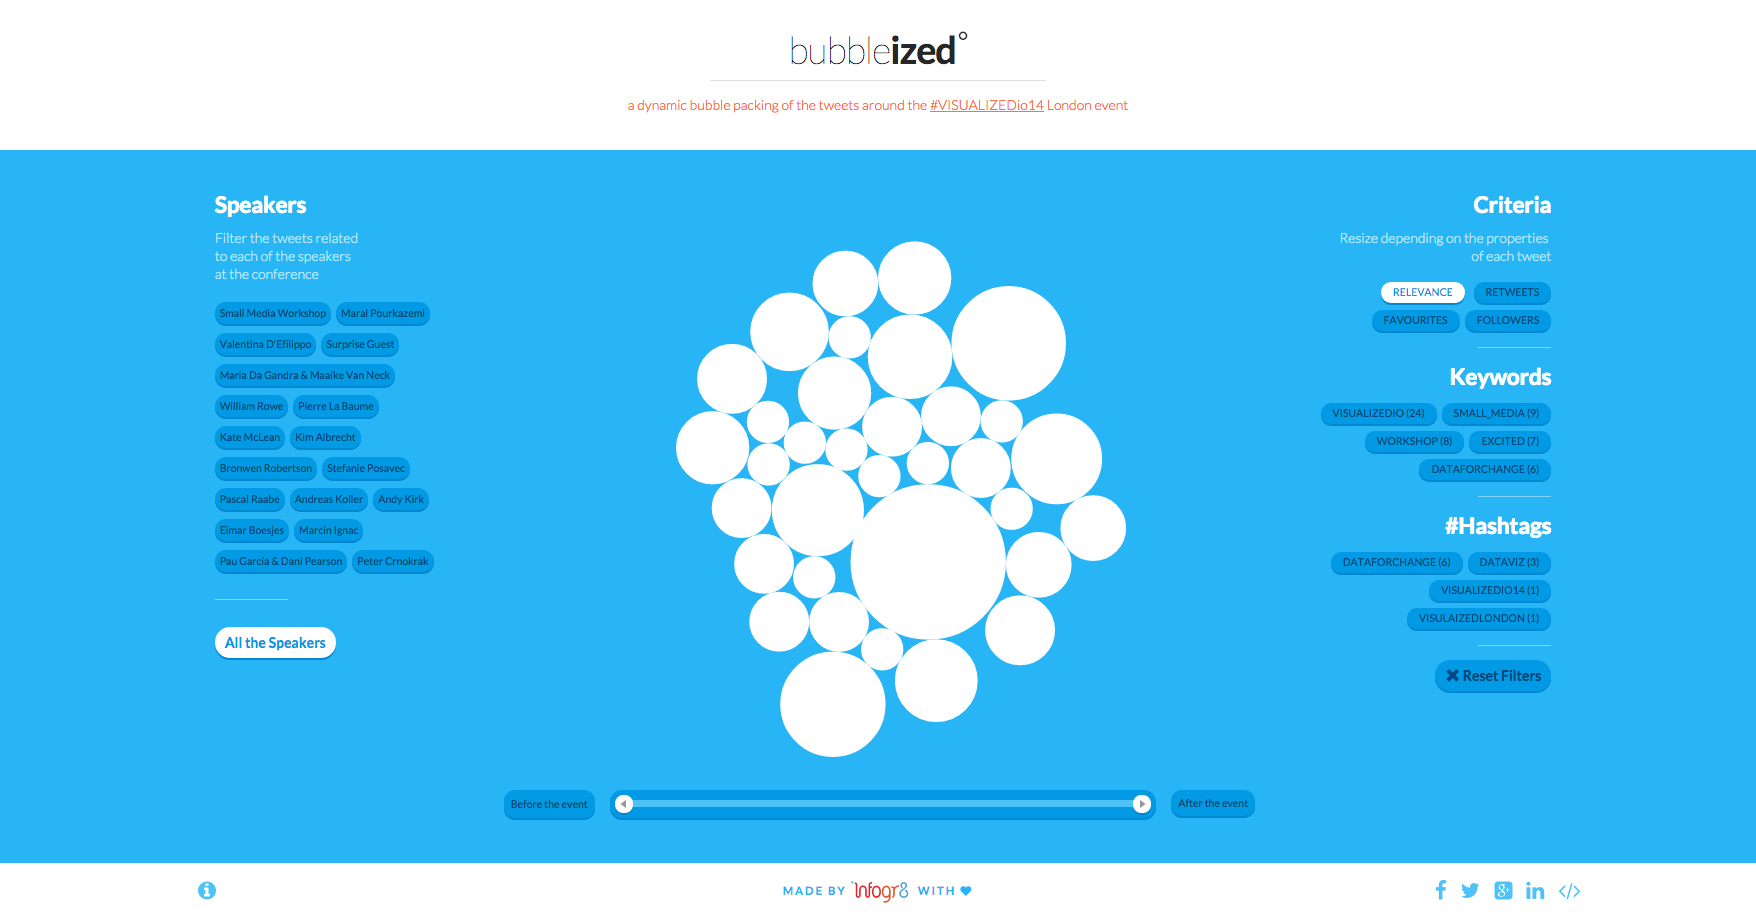 bubbleized°
a dynamic bubble packing of the tweets around the #VISUALIZEDio14 London event
Speakers
Filter the tweets related
to each of the speakers
at the conference
Small Media Workshop Maral Pourkazemi
Valentina D'Efilippo Surprise Guest
Maria Da Gandra & Maaike Van Neck
William Rowe Pierre La Baume
Kate McLean Kim Albrecht
Bronwen Robertson Stefanie Posavec
Pascal Raabe Andreas Koller Andy Kirk
Eimar Boesjes Marcin Ignac
Pau Garcia & Dani Pearson Peter Crnokrak
All the Speakers
Criteria
Resize depending on the properties
of each tweet
RELEVANCE RETWEETS
FAVOURITES FOLLOWERS
Keywords
VISUALIZEDIO (24) SMALL_MEDIA (9)
WORKSHOP (8) EXCITED (7)
DATAFORCHANGE (6)
#Hashtags
DATAFORCHANGE (6) DATAVIZ (3)
VISUALIZEDIO14 (1)
VISULAIZEDLONDON (1)
Reset Filters
Before the event After the event
MADE BY infogr8 WITH